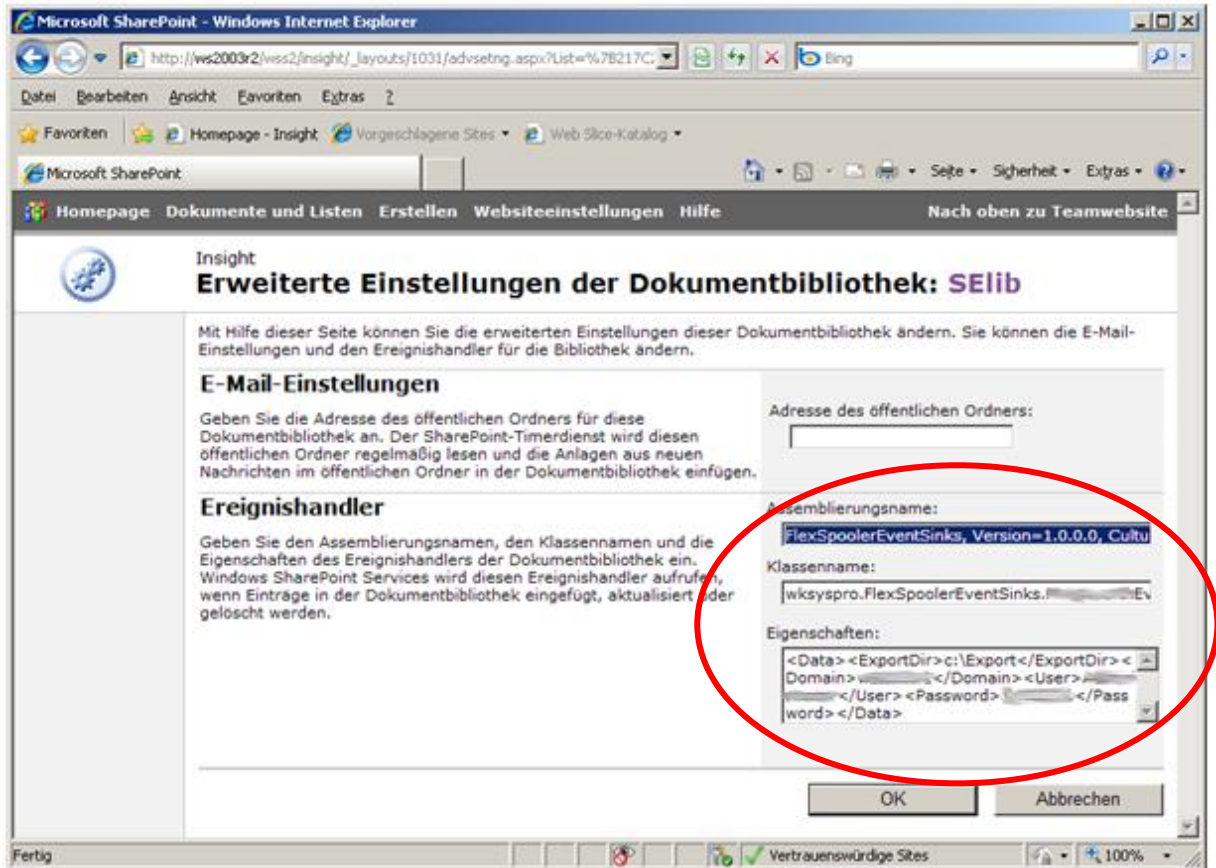 Microsoft SharePoint - Windows Internet Explorer
http://ws2003r2/wss2/insight/_layouts/1031/advsetng.aspx?List=%7B217C
Bing
Datei Bearbeiten Ansicht Favoriten Extras ?
Favoriten Homepage - Insight Vorgeschlagene Sites Web Slice-Katalog
Microsoft SharePoint
Seite Sicherheit Extras
Homepage Dokumente und Listen Erstellen Websiteeinstellungen Hilfe Nach oben zu Teamwebsite
Insight
Erweiterte Einstellungen der Dokumentbibliothek: SElib
Mit Hilfe dieser Seite können Sie die erweiterten Einstellungen dieser Dokumentbibliothek ändern. Sie können die E-Mail-
Einstellungen und den Ereignishandler für die Bibliothek ändern.
E-Mail-Einstellungen
Geben Sie die Adresse des öffentlichen Ordners für diese
Dokumentbibliothek an. Der SharePoint-Timerdienst wird diesen
öffentlichen Ordner regelmäßig lesen und die Anlagen aus neuen
Nachrichten im öffentlichen Ordner in der Dokumentbibliothek einfügen.
Adresse des öffentlichen Ordners:
Ereignishandler
Geben Sie den Assemblierungsnamen, den Klassennamen und die
Eigenschaften des Ereignishandlers der Dokumentbibliothek ein.
Windows SharePoint Services wird diesen Ereignishandler aufrufen,
wenn Einträge in der Dokumentbibliothek eingefügt, aktualisiert oder
gelöscht werden.
Assemblierungsname:
FlexSpoolerEventSinks, Version=1.0.0.0, Cultu
Klassenname:
wksyspro.FlexSpoolerEventSinks. Ev
Eigenschaften:
<Data><ExportDir>c:\Export</ExportDir><
Domain> </Domain><User>
</User><Password> </Pass
word></Data>
OK Abbrechen
Fertig Vertrauenswürdige Sites 100%